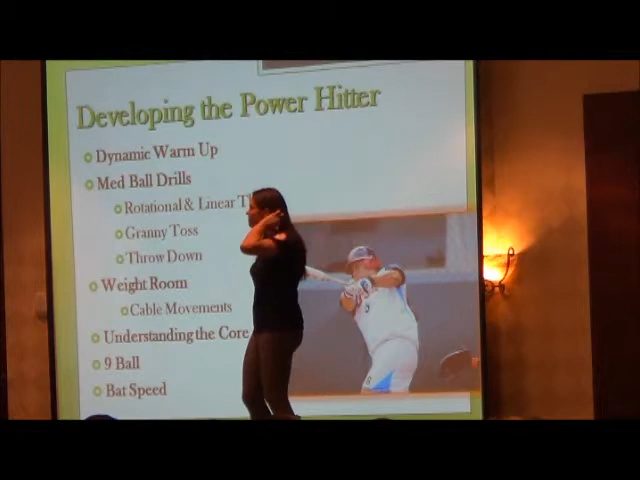 Developing the Power Hitter
Dynamic Warm Up
Med Ball Drills
Rotational & Linear
Granny Toss
Throw Down
Weight Room
Cable Movements
Understanding the Core
9 Ball
Bat Speed